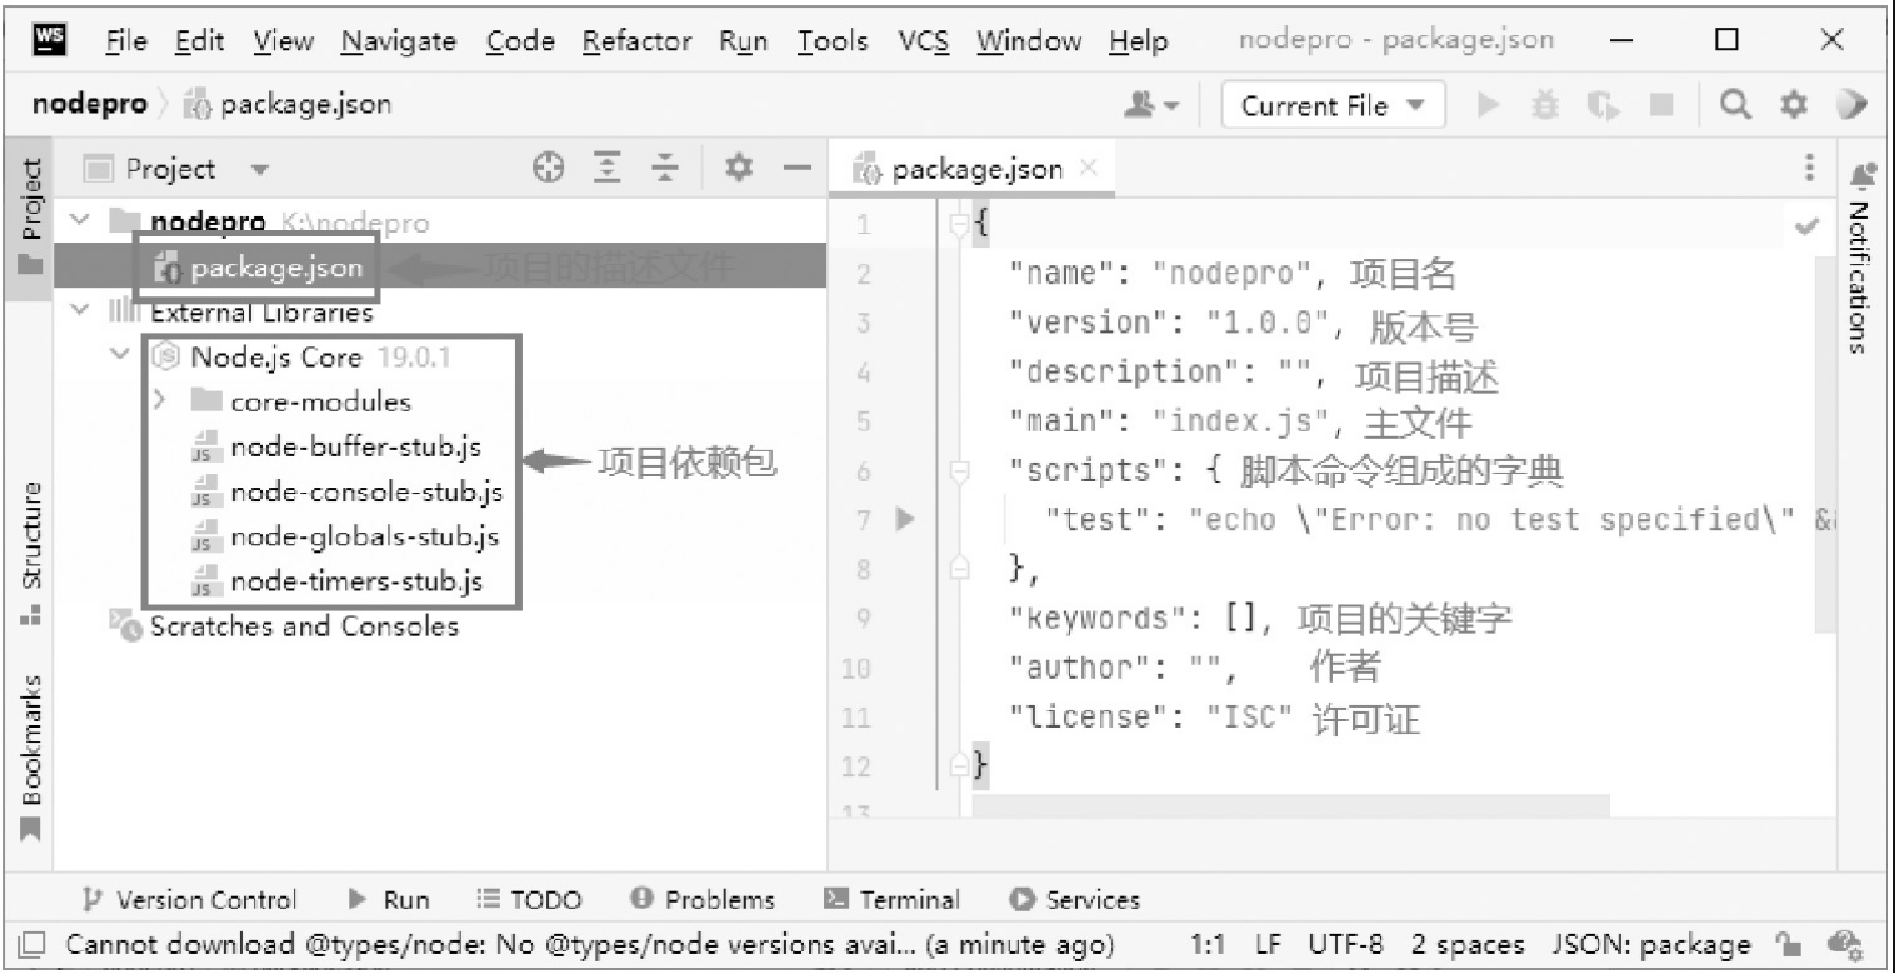 WS File Edit View Navigate Code Refactor Run Tools VCS Window Help nodepro - package.json
nodepro package.json Current File
Project
Project
nodepro K:\nodepro
package.json 项目的描述文件
External Libraries
Node.js Core 19.0.1
core-modules
node-buffer-stub.js
node-console-stub.js
node-globals-stub.js
node-timers-stub.js
项目依赖包
Scratches and Consoles
Structure
Bookmarks
package.json
1 {
2 "name": "nodepro", 项目名
3 "version": "1.0.0", 版本号
4 "description": "", 项目描述
5 "main": "index.js", 主文件
6 "scripts": { 脚本命令组成的字典
7 "test": "echo \"Error: no test specified\" &&
8 },
9 "keywords": [], 项目的关键字
10 "author": "", 作者
11 "license": "ISC" 许可证
12 }
13
Notifications
Version Control Run TODO Problems Terminal Services
Cannot download @types/node: No @types/node versions avai... (a minute ago) 1:1 LF UTF-8 2 spaces JSON: package